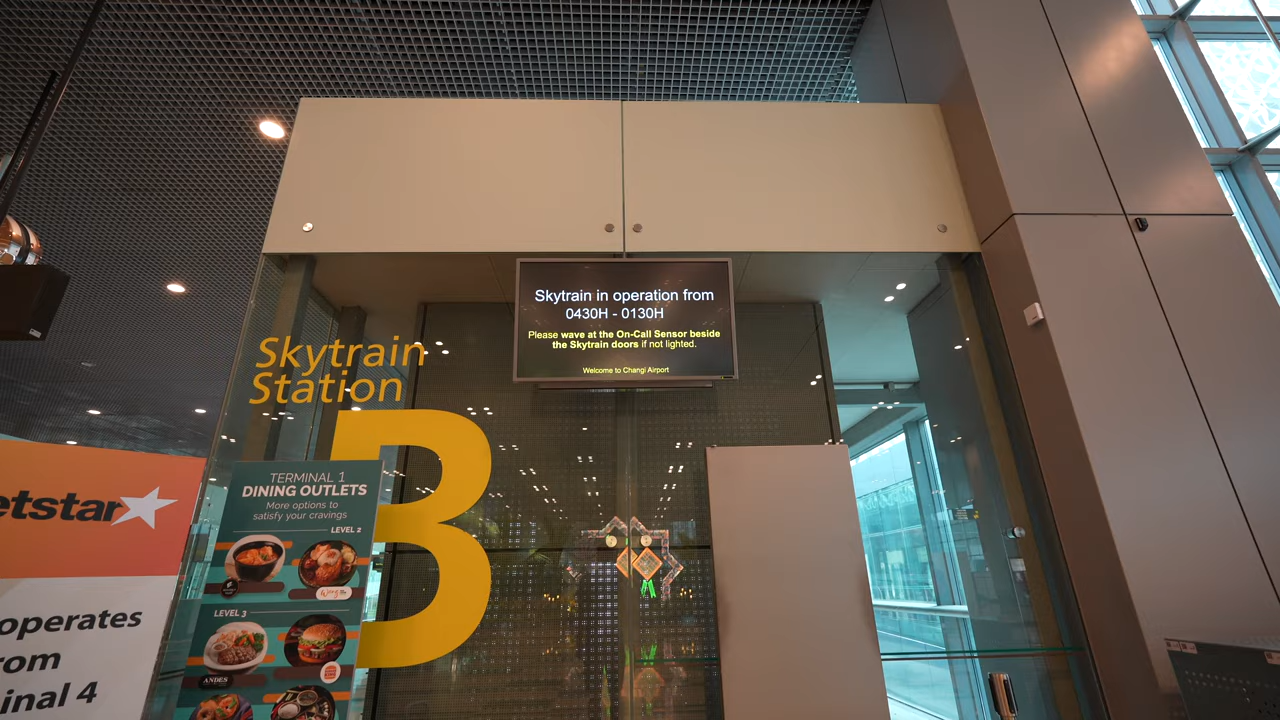 Skytrain in operation from
0430H - 0130H
Please wave at the On-Call Sensor beside
the Skytrain doors if not lighted.
Welcome to Changi Airport
Skytrain
Station
B
etstar
operates
rom
inal 4
TERMINAL 1
DINING OUTLETS
More options to
satisfy your cravings
LEVEL 2
LEVEL 3
ANDES